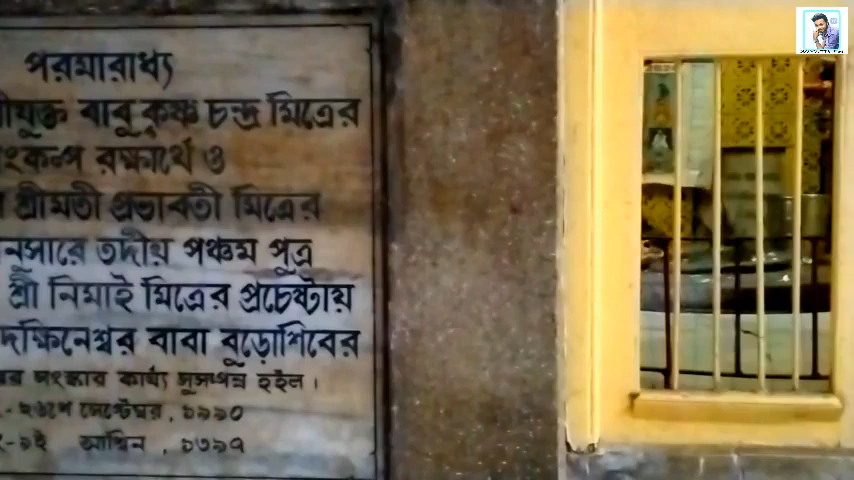 পরমারাধ্য
বাবু কৃষ্ণ চন্দ্র মিত্রের
রক্ষার্থে ও
শ্রীমতী প্রভাবতী মিত্রের
তদীয় পঞ্চম পুত্র
শ্রী নিমাই মিত্রের প্রচেষ্টায়
দক্ষিনেশ্বর বাবা বুড়োশিবের
সংস্কার কার্য্য সুসম্পন্ন হইল।
সেপ্টেম্বর, ১৯৯০
আশ্বিন, ১৩৯৭